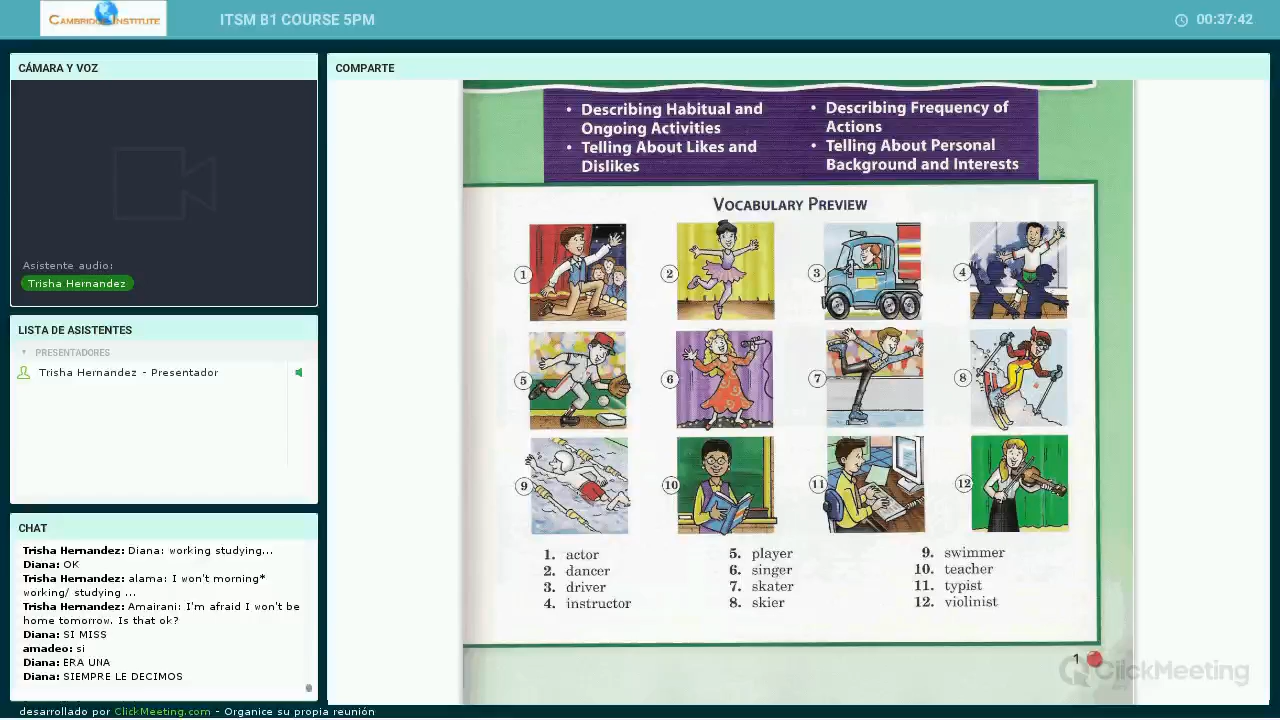 CAMBRIDGE INSTITUTE
ITSM B1 COURSE 5PM
00:37:42
CÁMARA Y VOZ
Asistente audio:
Trisha Hernandez
LISTA DE ASISTENTES
PRESENTADORES
Trisha Hernandez - Presentador
CHAT
Trisha Hernandez: Diana: working studying...
Diana: OK
Trisha Hernandez: alama: I won't morning*
working/ studying ...
Trisha Hernandez: Amairani: I'm afraid I won't be
home tomorrow. Is that ok?
Diana: SI MISS
amadeo: si
Diana: ERA UNA
Diana: SIEMPRE LE DECIMOS
COMPARTE
• Describing Habitual and
Ongoing Activities
• Telling About Likes and
Dislikes
• Describing Frequency of
Actions
• Telling About Personal
Background and Interests
VOCABULARY PREVIEW
1
2
3
4
5
6
7
8
9
10
11
12
1. actor
2. dancer
3. driver
4. instructor
5. player
6. singer
7. skater
8. skier
9. swimmer
10. teacher
11. typist
12. violinist
1
ClickMeeting
desarrollado por ClickMeeting.com - Organice su propia reunión